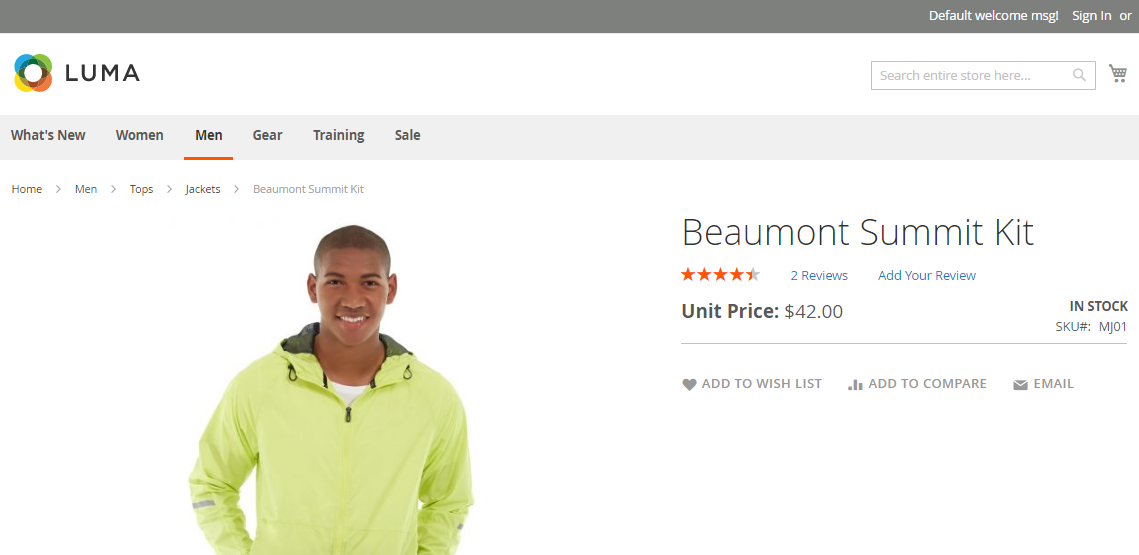 Default welcome msg! Sign In or
LUMA
Search entire store here...
What's New Women Men Gear Training Sale
Home > Men > Tops > Jackets > Beaumont Summit Kit
Beaumont Summit Kit
2 Reviews Add Your Review
Unit Price: $42.00
IN STOCK
SKU#: MJ01
ADD TO WISH LIST ADD TO COMPARE EMAIL